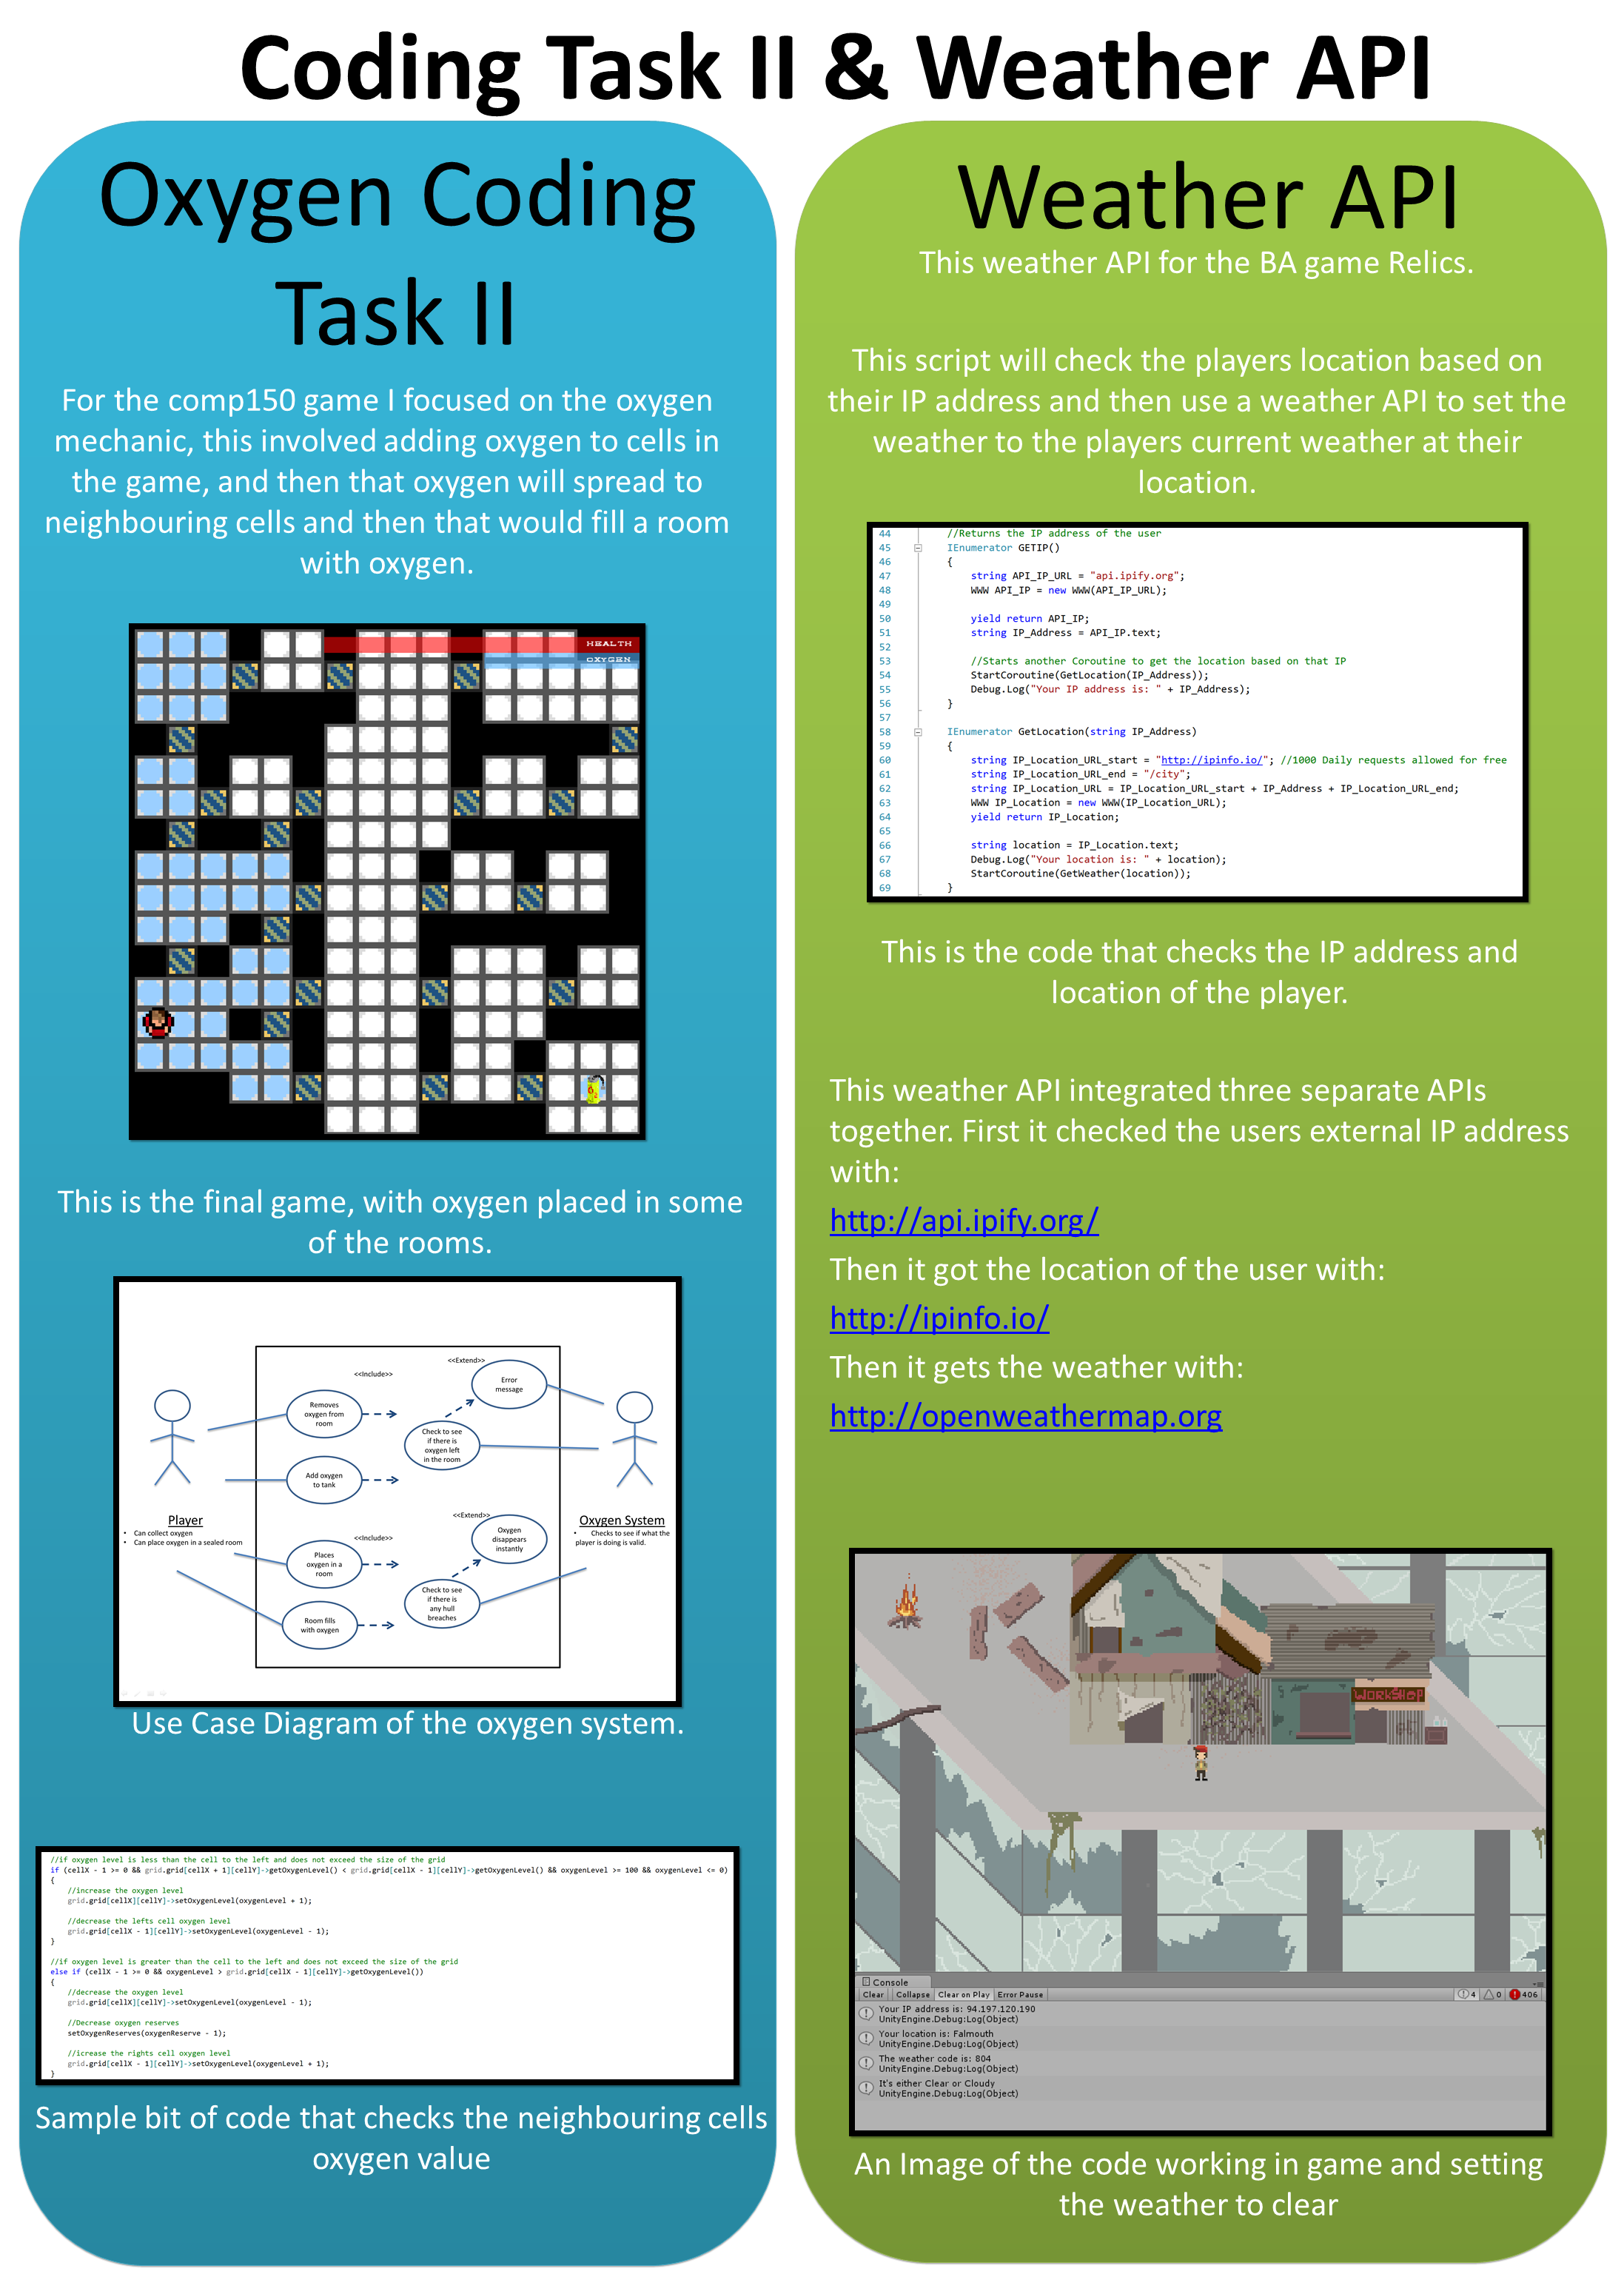 Coding Task II & Weather API
Oxygen Coding
Task II
For the comp150 game I focused on the oxygen
mechanic, this involved adding oxygen to cells in
the game, and then that oxygen will spread to
neighbouring cells and then that would fill a room
with oxygen.
HEALTH
OXYGEN
This is the final game, with oxygen placed in some
of the rooms.
<<Extend>>
<<Include>>
Error
message
Removes
oxygen from
room
Check to see
if there is
oxygen left
in the room
Add oxygen
to tank
Player
• Can collect oxygen
• Can place oxygen in a sealed room
<<Extend>>
<<Include>>
Oxygen
disappears
instantly
Oxygen System
• Checks to see if what the
player is doing is valid.
Places
oxygen in a
room
Check to see
if there is
any hull
breaches
Room fills
with oxygen
Use Case Diagram of the oxygen system.
//if oxygen level is less than the cell to the left and does not exceed the size of the grid
if (cellX - 1 >= 0 && grid.grid[cellX + 1][cellY]->getOxygenLevel() < grid.grid[cellX - 1][cellY]->getOxygenLevel() && oxygenLevel >= 100 && oxygenLevel <= 0)
{
//increase the oxygen level
grid.grid[cellX][cellY]->setOxygenLevel(oxygenLevel + 1);
//decrease the lefts cell oxygen level
grid.grid[cellX - 1][cellY]->setOxygenLevel(oxygenLevel - 1);
}
//if oxygen level is greater than the cell to the left and does not exceed the size of the grid
else if (cellX - 1 >= 0 && oxygenLevel > grid.grid[cellX - 1][cellY]->getOxygenLevel())
{
//decrease the oxygen level
grid.grid[cellX][cellY]->setOxygenLevel(oxygenLevel - 1);
//Decrease oxygen reserves
setOxygenReserves(oxygenReserve - 1);
//icrease the rights cell oxygen level
grid.grid[cellX - 1][cellY]->setOxygenLevel(oxygenLevel + 1);
}
Sample bit of code that checks the neighbouring cells
oxygen value
Weather API
This weather API for the BA game Relics.
This script will check the players location based on
their IP address and then use a weather API to set the
weather to the players current weather at their
location.
44 //Returns the IP address of the user
45 IEnumerator GETIP()
46 {
47 string API_IP_URL = "api.ipify.org";
48 WWW API_IP = new WWW(API_IP_URL);
49
50 yield return API_IP;
51 string IP_Address = API_IP.text;
52
53 //Starts another Coroutine to get the location based on that IP
54 StartCoroutine(GetLocation(IP_Address));
55 Debug.Log("Your IP address is: " + IP_Address);
56 }
57
58 IEnumerator GetLocation(string IP_Address)
59 {
60 string IP_Location_URL_start = "http://ipinfo.io/"; //1000 Daily requests allowed for free
61 string IP_Location_URL_end = "/city";
62 string IP_Location_URL = IP_Location_URL_start + IP_Address + IP_Location_URL_end;
63 WWW IP_Location = new WWW(IP_Location_URL);
64 yield return IP_Location;
65
66 string location = IP_Location.text;
67 Debug.Log("Your location is: " + location);
68 StartCoroutine(GetWeather(location));
69 }
This is the code that checks the IP address and
location of the player.
This weather API integrated three separate APIs
together. First it checked the users external IP address
with:
http://api.ipify.org/
Then it got the location of the user with:
http://ipinfo.io/
Then it gets the weather with:
http://openweathermap.org
WORKSHOP
Console
Clear Collapse Clear on Play Error Pause 4 0 406
Your IP address is: 94.197.120.190
UnityEngine.Debug:Log(Object)
Your location is: Falmouth
UnityEngine.Debug:Log(Object)
The weather code is: 804
UnityEngine.Debug:Log(Object)
It's either Clear or Cloudy
UnityEngine.Debug:Log(Object)
An Image of the code working in game and setting
the weather to clear